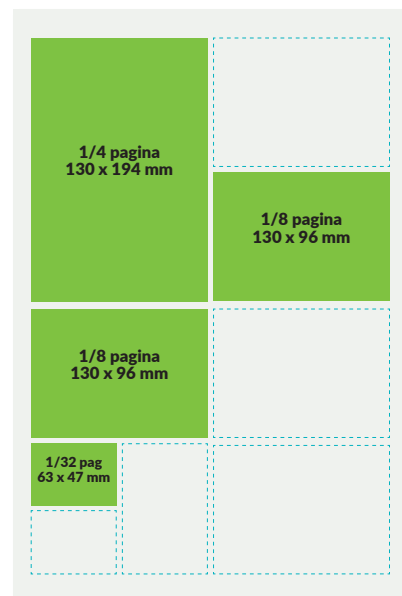 1/4 pagina
130 x 194 mm
1/8 pagina
130 x 96 mm
1/8 pagina
130 x 96 mm
1/32 pag
63 x 47 mm